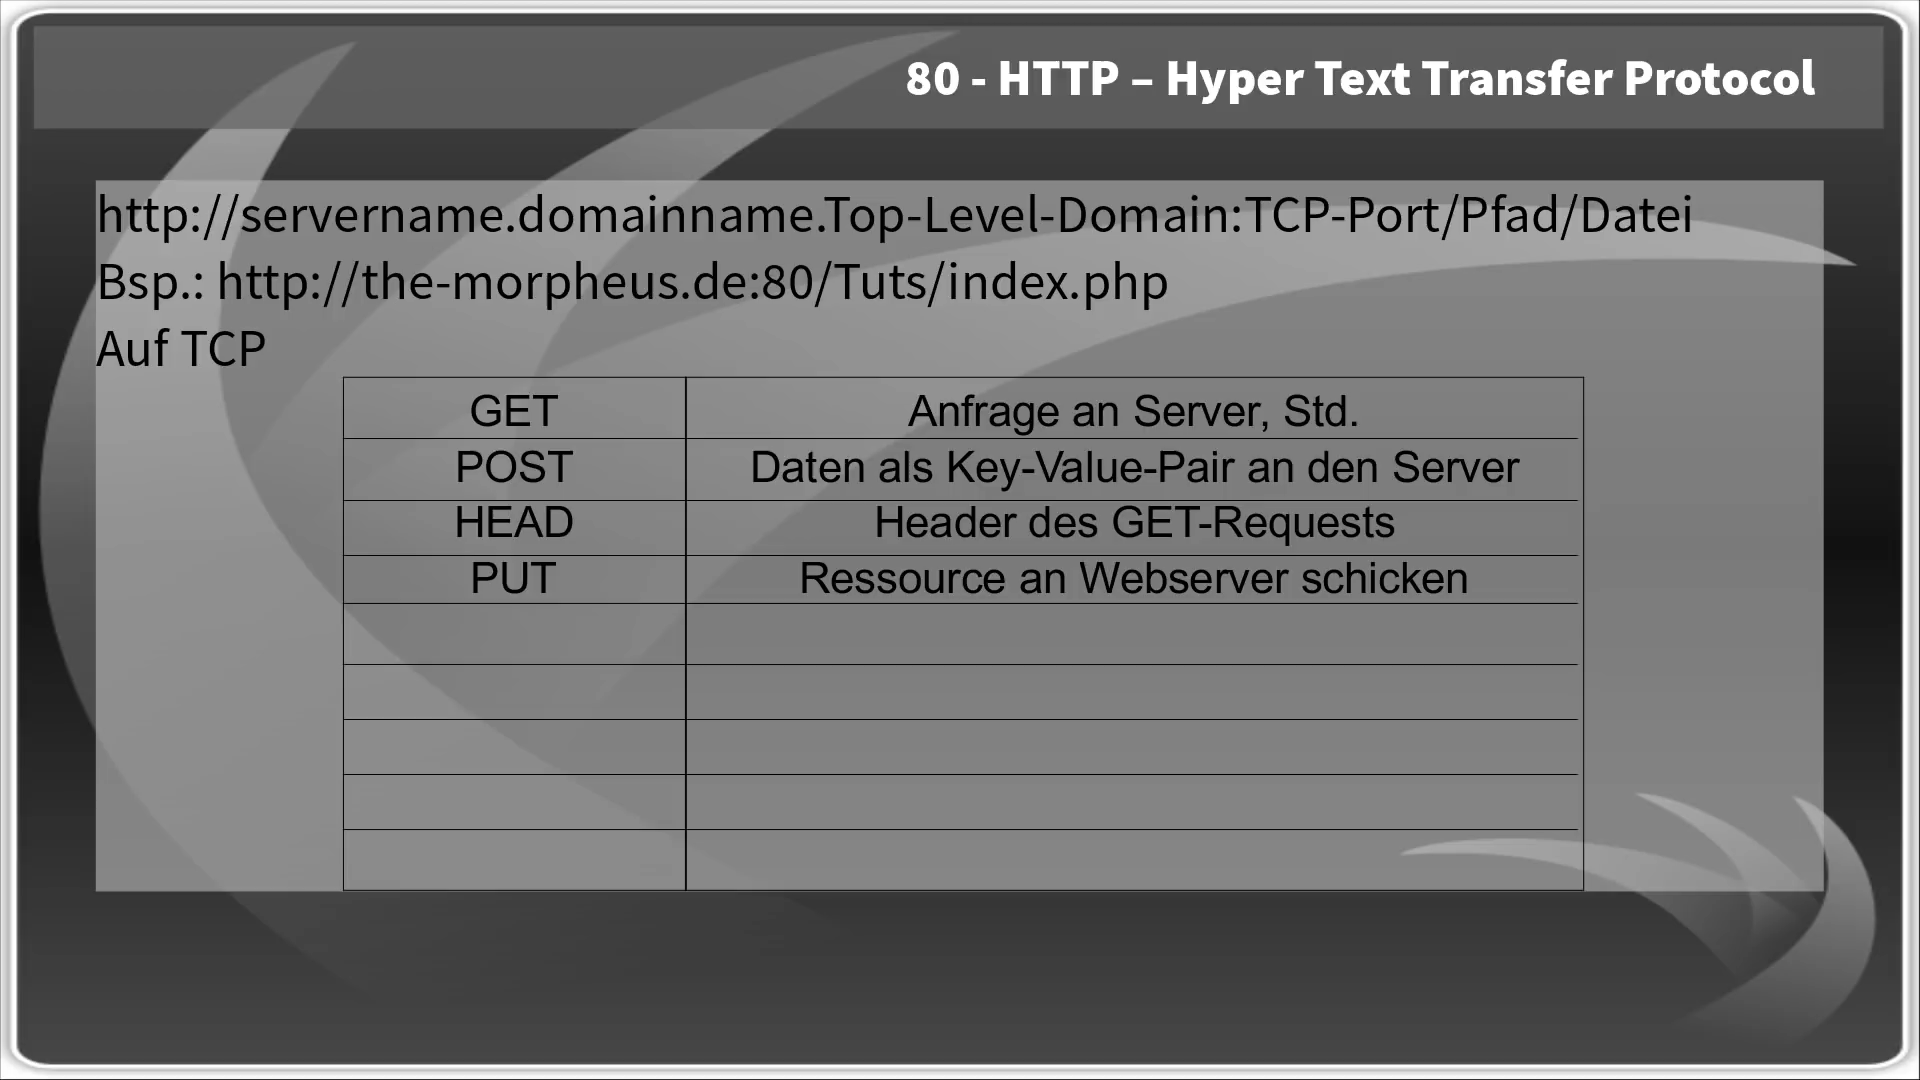 80 - HTTP – Hyper Text Transfer Protocol
http://servername.domainname.Top-Level-Domain:TCP-Port/Pfad/Datei
Bsp.: http://the-morpheus.de:80/Tuts/index.php
Auf TCP
GET Anfrage an Server, Std.
POST Daten als Key-Value-Pair an den Server
HEAD Header des GET-Requests
PUT Ressource an Webserver schicken